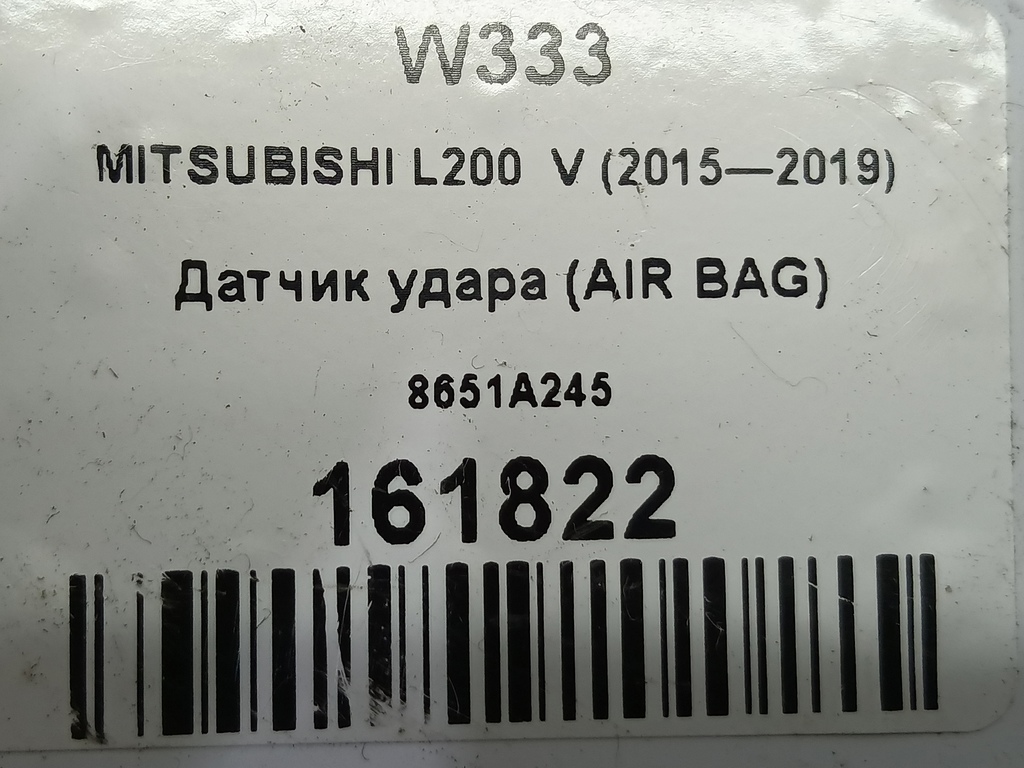 W333
MITSUBISHI L200 V (2015—2019)
Датчик удара (AIR BAG)
8651A245
161822